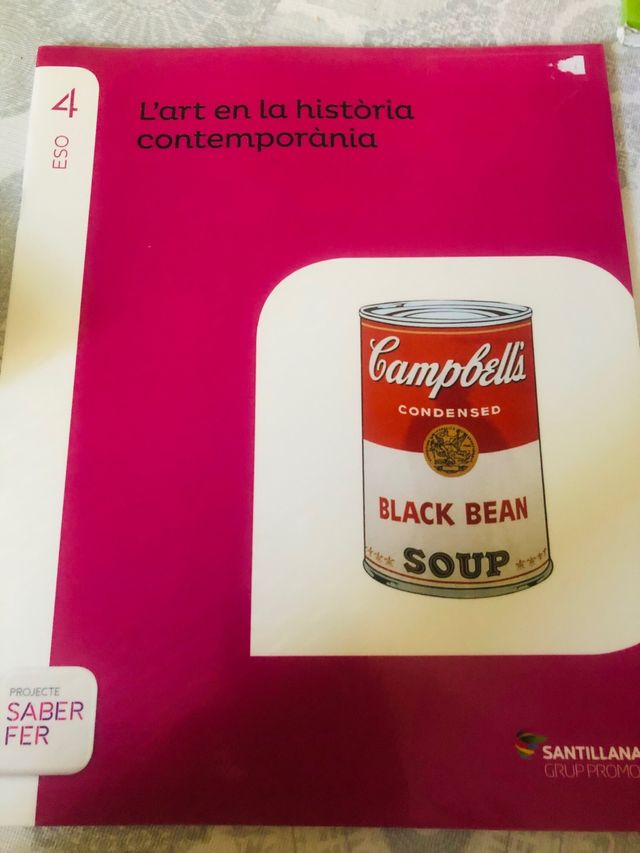 4
ESO
L'art en la història
contemporània
Campbell's
CONDENSED
BLACK BEAN
SOUP
PROJECTE
SABER
FER
SANTILLANA
GRUP PROMO